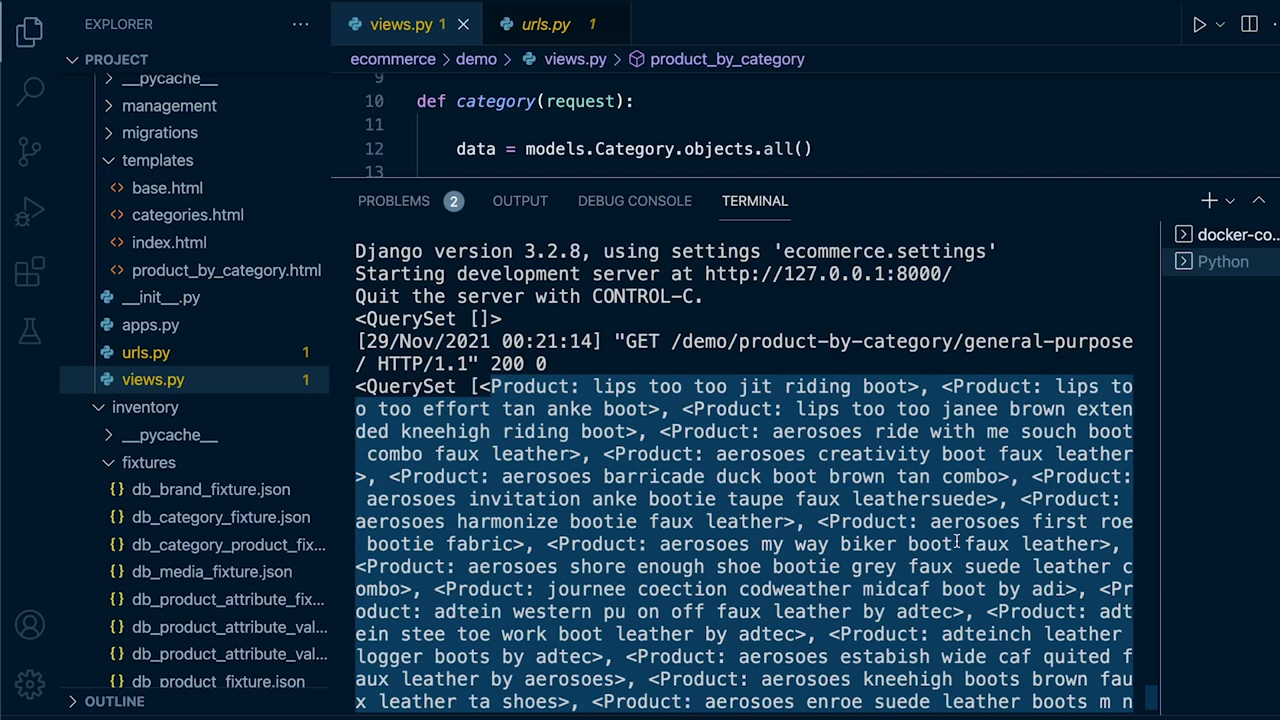 EXPLORER
PROJECT
__pycache__
management
migrations
templates
base.html
categories.html
index.html
product_by_category.html
__init__.py
apps.py
urls.py 1
views.py 1
inventory
__pycache__
fixtures
db_brand_fixture.json
db_category_fixture.json
db_category_product_fix...
db_media_fixture.json
db_product_attribute_fix...
db_product_attribute_val...
db_product_attribute_val...
db_product_fixture.json
OUTLINE
views.py 1
urls.py 1
ecommerce > demo > views.py > product_by_category
9
10 def category(request):
11
12 data = models.Category.objects.all()
13
PROBLEMS 2 OUTPUT DEBUG CONSOLE TERMINAL
Django version 3.2.8, using settings 'ecommerce.settings'
Starting development server at http://127.0.0.1:8000/
Quit the server with CONTROL-C.
<QuerySet []>
[29/Nov/2021 00:21:14] "GET /demo/product-by-category/general-purpose
/ HTTP/1.1" 200 0
<QuerySet [<Product: lips too too jit riding boot>, <Product: lips to
o too effort tan anke boot>, <Product: lips too too janee brown exten
ded kneehigh riding boot>, <Product: aerosoes ride with me souch boot
combo faux leather>, <Product: aerosoes creativity boot faux leather
>, <Product: aerosoes barricade duck boot brown tan combo>, <Product:
aerosoes invitation anke bootie taupe faux leathersuede>, <Product:
aerosoes harmonize bootie faux leather>, <Product: aerosoes first roe
bootie fabric>, <Product: aerosoes my way biker boot faux leather>,
<Product: aerosoes shore enough shoe bootie grey faux suede leather c
ombo>, <Product: journee coection codweather midcaf boot by adi>, <Pr
oduct: adtein western pu on off faux leather by adtec>, <Product: adt
ein stee toe work boot leather by adtec>, <Product: adteinch leather
logger boots by adtec>, <Product: aerosoes estabish wide caf quited f
aux leather by aerosoes>, <Product: aerosoes kneehigh boots brown fau
x leather ta shoes>, <Product: aerosoes enroe suede leather boots m n
docker-co...
Python